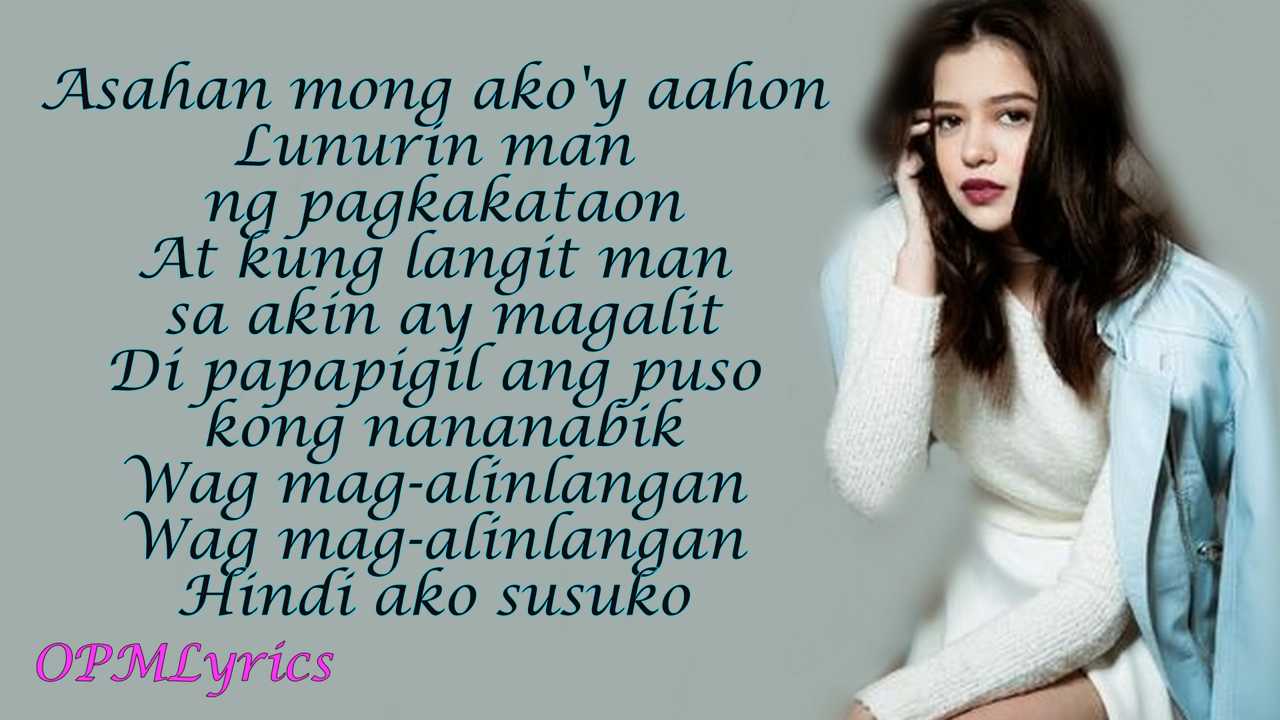 Asahan mong ako'y aahon
Lunurin man
ng pagkakataon
At kung langit man
sa akin ay magalit
Di papapigil ang puso
kong nananabik
Wag mag-alinlangan
Wag mag-alinlangan
Hindi ako susuko
OPMLyrics